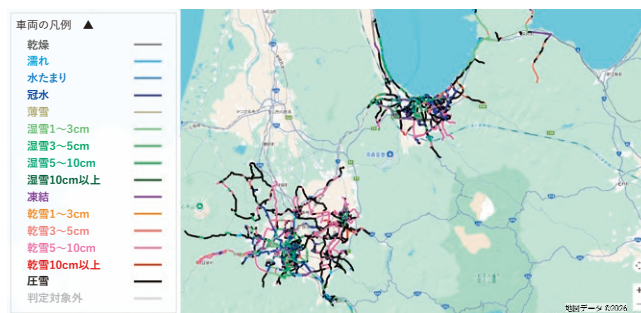 車両の凡例 ▲
乾燥
濡れ
水たまり
冠水
薄雪
湿雪1～3cm
湿雪3～5cm
湿雪5～10cm
湿雪10cm以上
凍結
乾雪1～3cm
乾雪3～5cm
乾雪5～10cm
乾雪10cm以上
圧雪
判定対象外
地図データ ©2026